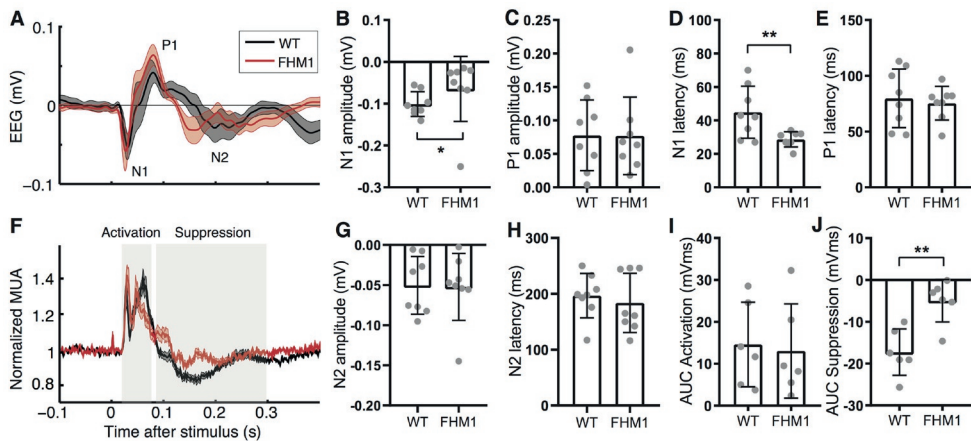 A
0.1
0
−0.1
EEG (mV)
P1
N1
N2
WT
FHM1
B
N1 amplitude (mV)
0.0
−0.1
−0.2
−0.3
*
WT FHM1
C
P1 amplitude (mV)
0.25
0.20
0.15
0.10
0.05
0.00
WT FHM1
D
N1 latency (ms)
100
80
60
40
20
0
**
WT FHM1
E
P1 latency (ms)
150
100
50
0
WT FHM1
F
Activation Suppression
Normalized MUA
1.4
1.2
1.0
0.8
−0.1 0 0.1 0.2 0.3
Time after stimulus (s)
G
N2 amplitude (mV)
0.00
−0.05
−0.10
−0.15
−0.20
WT FHM1
H
N2 latency (ms)
300
200
100
0
WT FHM1
I
AUC Activation (mVms)
40
30
20
10
0
WT FHM1
J
AUC Suppression (mVms)
0
−10
−20
−30
**
WT FHM1